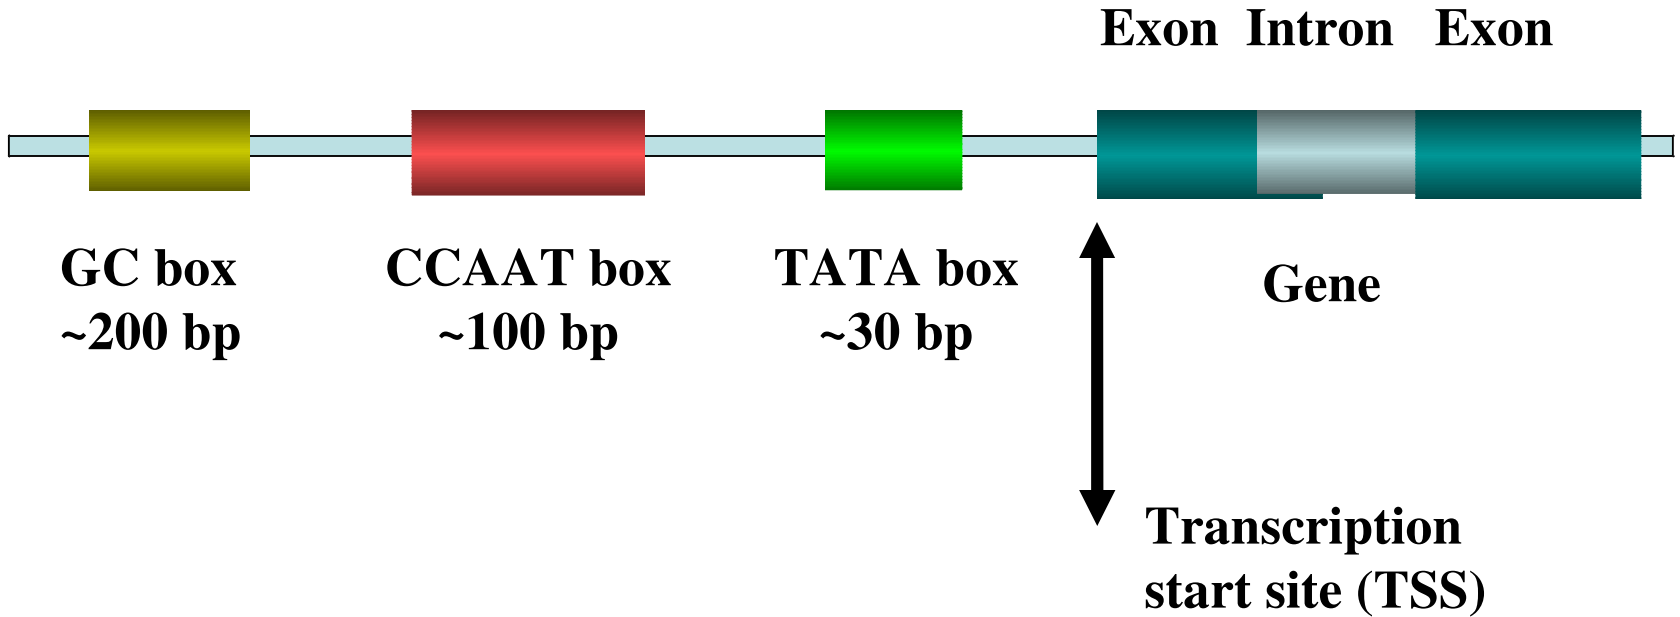 Exon Intron Exon
GC box
~200 bp
CCAAT box
~100 bp
TATA box
~30 bp
Gene
Transcription
start site (TSS)